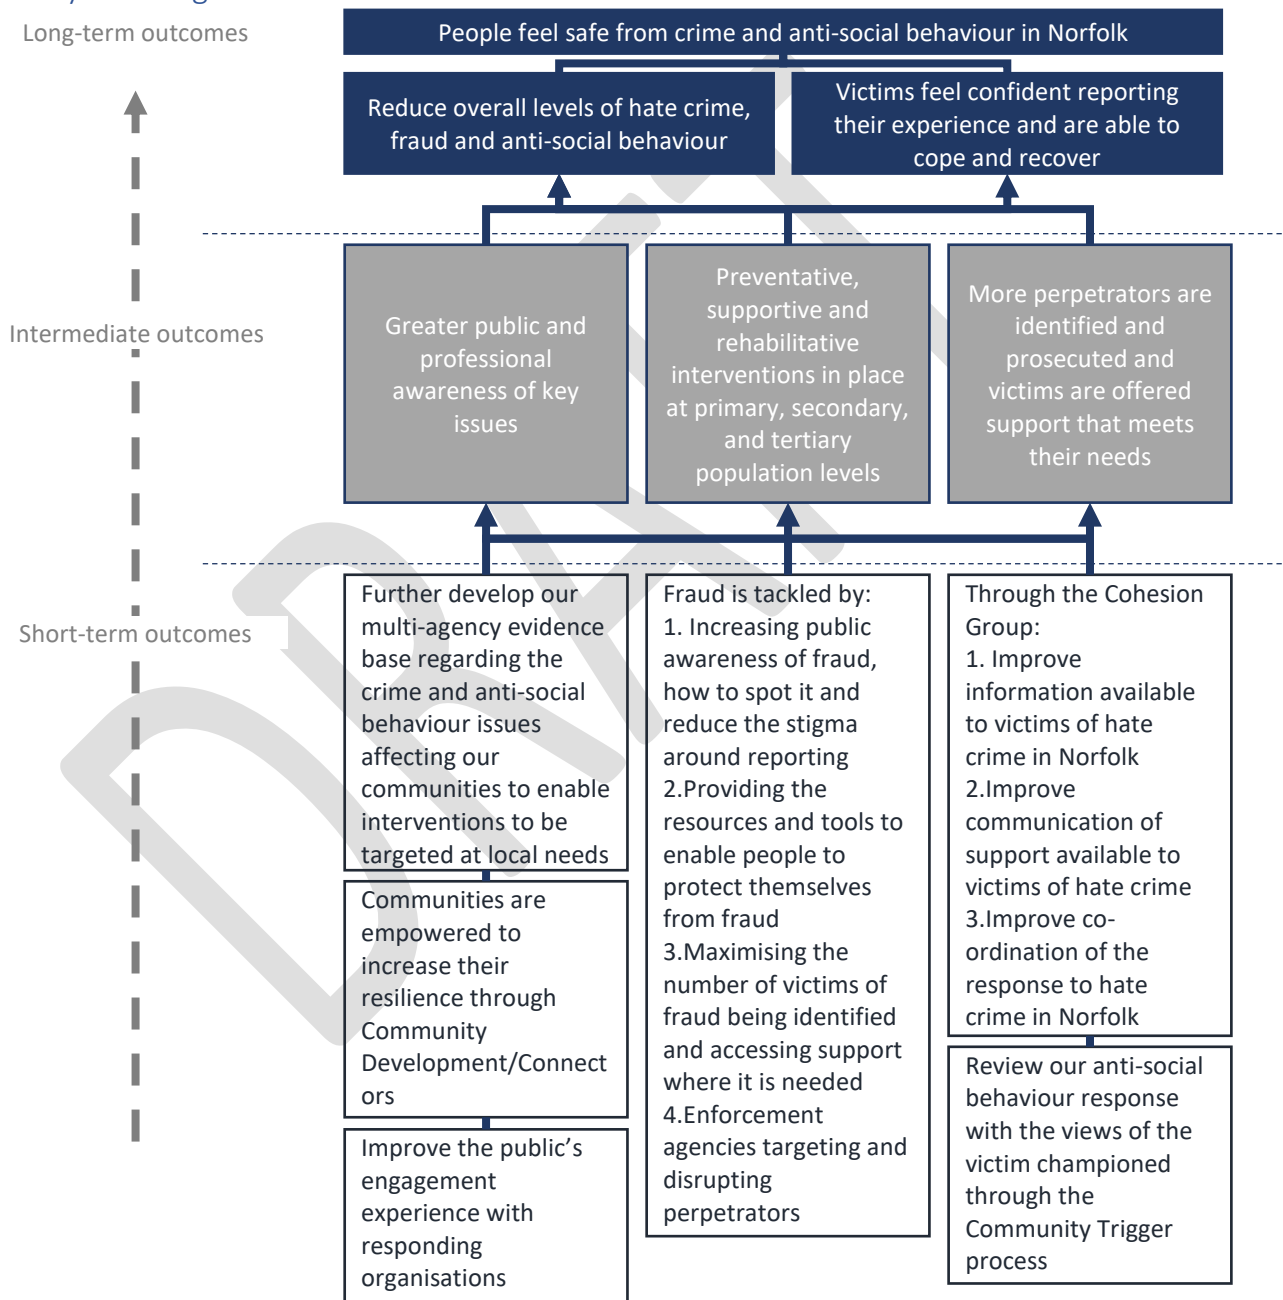 Long-term outcomes
People feel safe from crime and anti-social behaviour in Norfolk
Reduce overall levels of hate crime,
fraud and anti-social behaviour
Victims feel confident reporting
their experience and are able to
cope and recover
Intermediate outcomes
Greater public and
professional
awareness of key
issues
Preventative,
supportive and
rehabilitative
interventions in place
at primary, secondary,
and tertiary
population levels
More perpetrators are
identified and
prosecuted and
victims are offered
support that meets
their needs
Short-term outcomes
Further develop our
multi-agency evidence
base regarding the
crime and anti-social
behaviour issues
affecting our
communities to enable
interventions to be
targeted at local needs
Communities are
empowered to
increase their
resilience through
Community
Development/Connect
ors
Improve the public’s
engagement
experience with
responding
organisations
Fraud is tackled by:
1. Increasing public
awareness of fraud,
how to spot it and
reduce the stigma
around reporting
2.Providing the
resources and tools to
enable people to
protect themselves
from fraud
3.Maximising the
number of victims of
fraud being identified
and accessing support
where it is needed
4.Enforcement
agencies targeting and
disrupting
perpetrators
Through the Cohesion
Group:
1. Improve
information available
to victims of hate
crime in Norfolk
2.Improve
communication of
support available to
victims of hate crime
3.Improve co-
ordination of the
response to hate
crime in Norfolk
Review our anti-social
behaviour response
with the views of the
victim championed
through the
Community Trigger
process
DRAFT